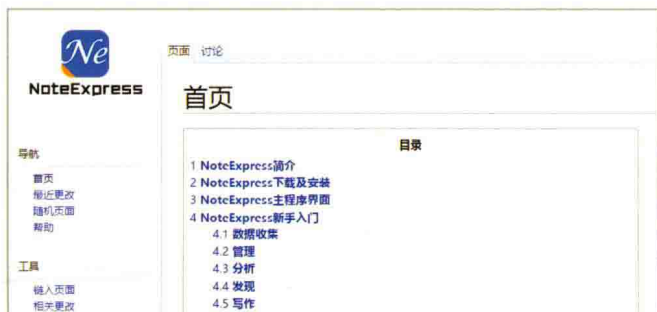 Ne
NoteExpress
页面 讨论
首页
导航
首页
最近更改
随机页面
帮助
工具
链入页面
相关更改
目录
1 NoteExpress简介
2 NoteExpress下载及安装
3 NoteExpress主程序界面
4 NoteExpress新手入门
4.1 数据收集
4.2 管理
4.3 分析
4.4 发现
4.5 写作